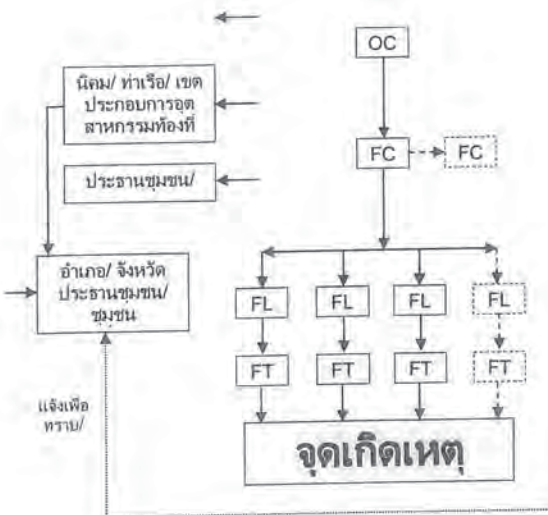 OC
นิคม/ ท่าเรือ/ เขต
ประกอบการอุต
สาหกรรมท้องที่
FC
FC
ประธานชุมชน/
อำเภอ/ จังหวัด
ประธานชุมชน/
ชุมชน
FL
FL
FL
FL
FT
FT
FT
FT
แจ้งเพื่อ
ทราบ/
จุดเกิดเหตุ